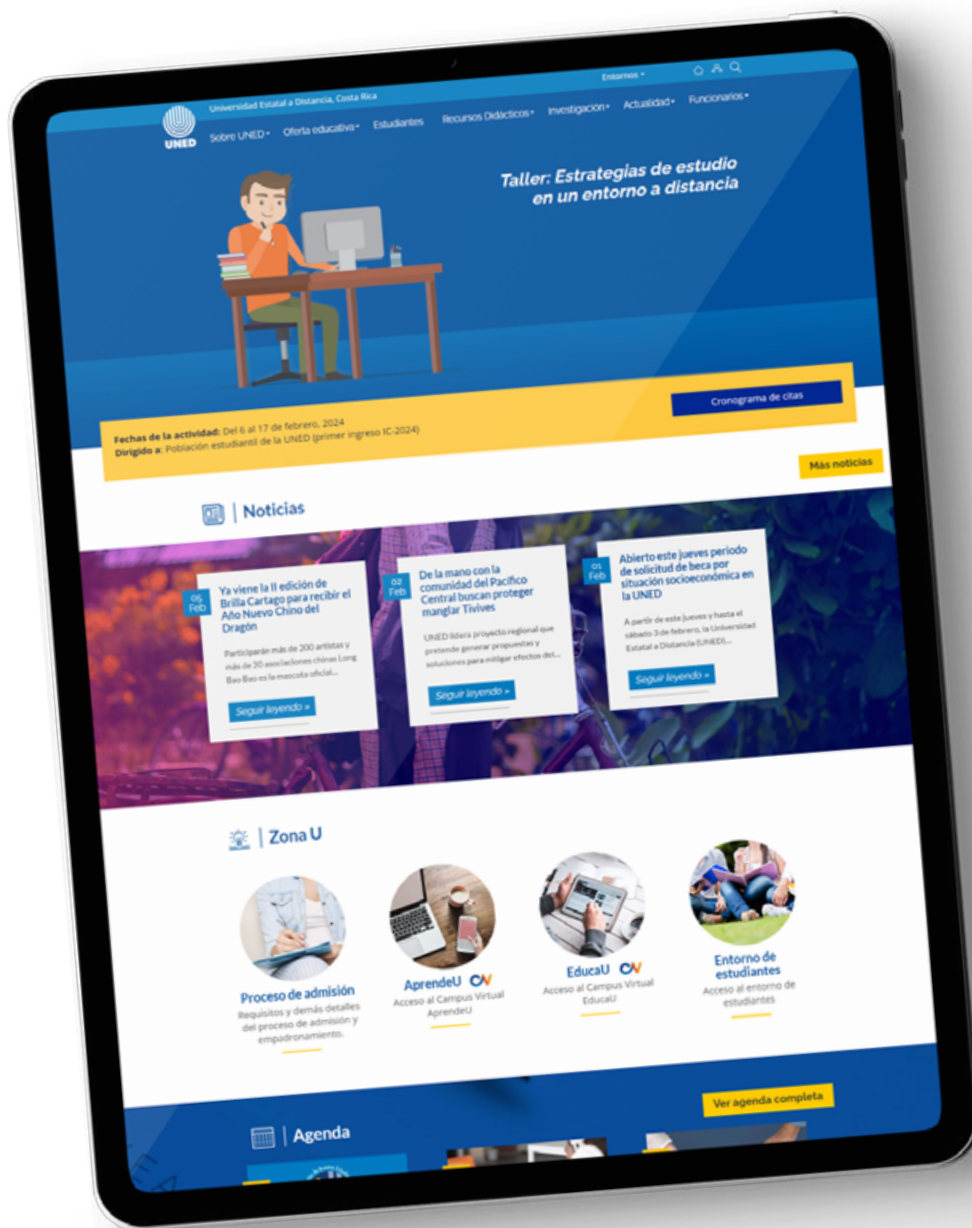 Universidad Estatal a Distancia, Costa Rica
Entornos
UNED
Sobre UNED
Oferta educativa
Estudiantes
Recursos Didácticos
Investigación
Actualidad
Funcionarios
Taller: Estrategias de estudio
en un entorno a distancia
Fechas de la actividad: Del 6 al 17 de febrero, 2024
Dirigido a: Población estudiantil de la UNED (primer ingreso IC-2024)
Cronograma de citas
Más noticias
Noticias
05
Feb
Ya viene la II edición de
Brilla Cartago para recibir el
Año Nuevo Chino del
Dragón
Participarán más de 200 artistas y
más de 20 asociaciones chinas Long
Bao Bao es la mascota oficial...
Seguir leyendo »
02
Feb
De la mano con la
comunidad del Pacífico
Central buscan proteger
manglar Tivives
UNED lidera proyecto regional que
pretende generar propuestas y
soluciones para mitigar efectos del...
Seguir leyendo »
01
Feb
Abierto este jueves periodo
de solicitud de beca por
situación socioeconómica en
la UNED
A partir de este jueves y hasta el
sábado 3 de febrero, la Universidad
Estatal a Distancia (UNED)...
Seguir leyendo »
Zona U
Proceso de admisión
Requisitos y demás detalles
del proceso de admisión y
empadronamiento.
AprendeU
Acceso al Campus Virtual
AprendeU
EducaU
Acceso al Campus Virtual
EducaU
Entorno de
estudiantes
Acceso al entorno de
estudiantes
Agenda
Ver agenda completa